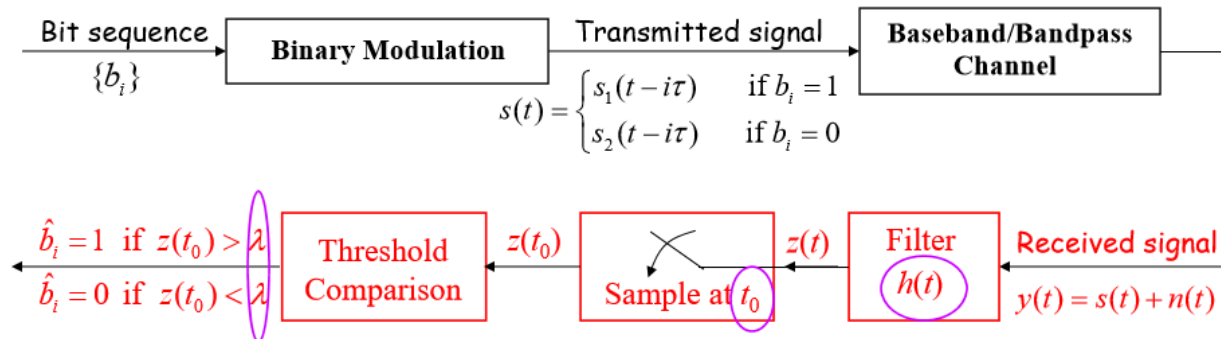 Bit sequence
{b_i}
Binary Modulation
Transmitted signal
s(t) = { s_1(t − iτ) if b_i = 1
s_2(t − iτ) if b_i = 0
Baseband/Bandpass
Channel
Received signal
y(t) = s(t) + n(t)
Filter
h(t)
z(t)
Sample at t_0
z(t_0)
Threshold
Comparison
b̂_i = 1 if z(t_0) > λ
b̂_i = 0 if z(t_0) < λ